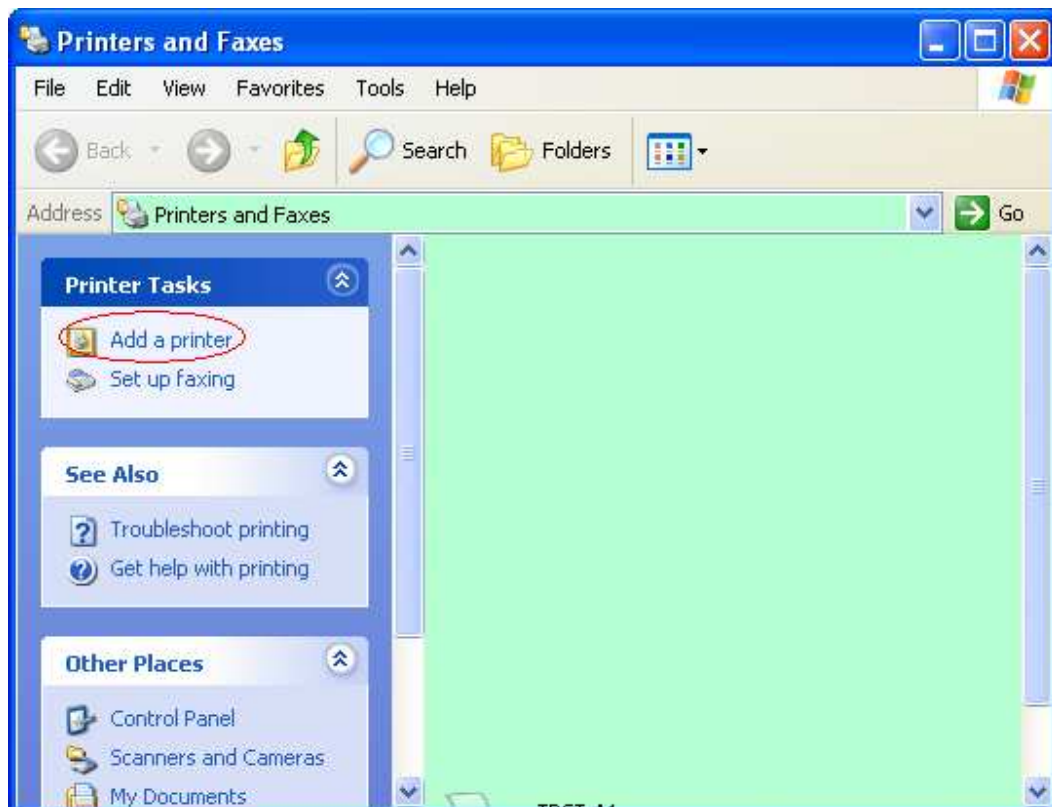 Printers and Faxes
File Edit View Favorites Tools Help
Back Search Folders
Address Printers and Faxes Go
Printer Tasks
Add a printer
Set up faxing
See Also
Troubleshoot printing
Get help with printing
Other Places
Control Panel
Scanners and Cameras
My Documents